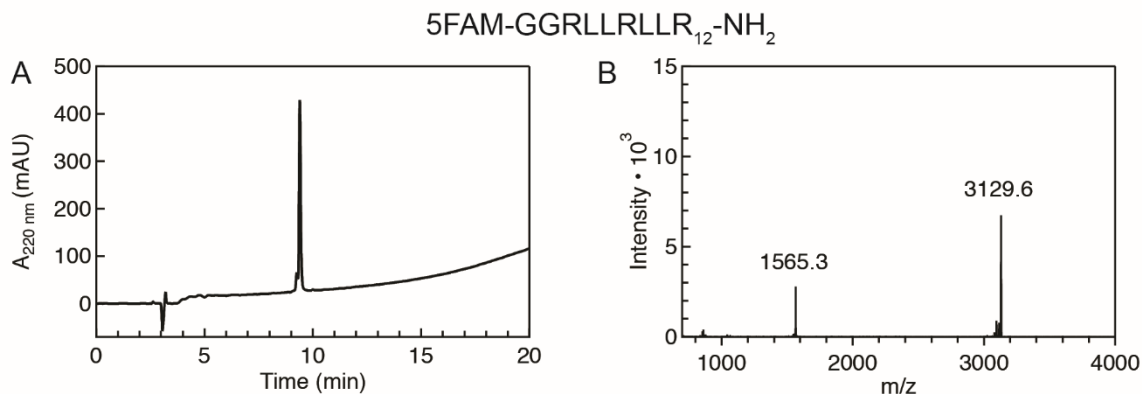 5FAM-GGRLLRLLR₁₂-NH₂
A
500
400
300
200
100
0
A₂₂₀ ₙₘ (mAU)
0 5 10 15 20
Time (min)
B
15
10
5
0
Intensity • 10³
3129.6
1565.3
1000 2000 3000 4000
m/z